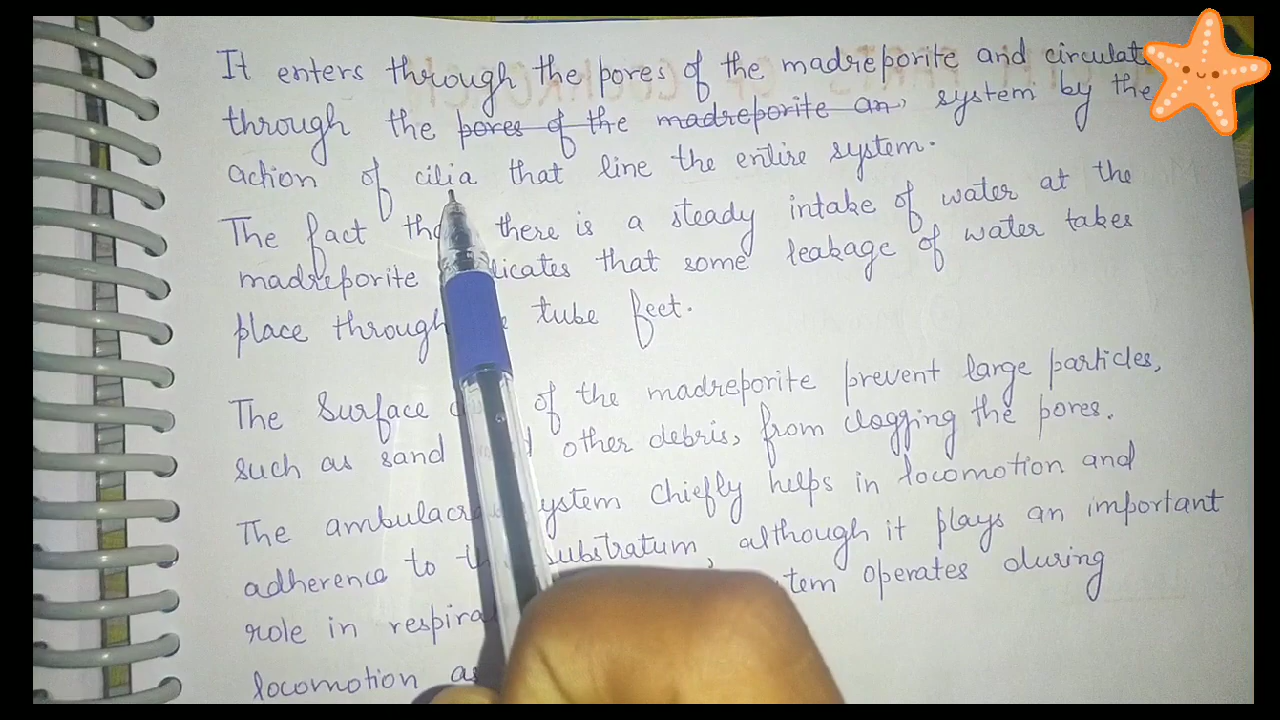 It enters through the pores of the madreporite and circulat
through the pores of the madreporite an system by the
action of cilia that line the entire system.
The fact tha there is a steady intake of water at the
madreporite dicates that some leakage of water takes
place through tube feet.
The Surface of the madreporite prevent large particles,
such as sand other debris, from clogging the pores.
The ambulacra ystem chiefly helps in locomotion and
adherence to th substratum, although it plays an important
role in respira tem operates during
locomotion as